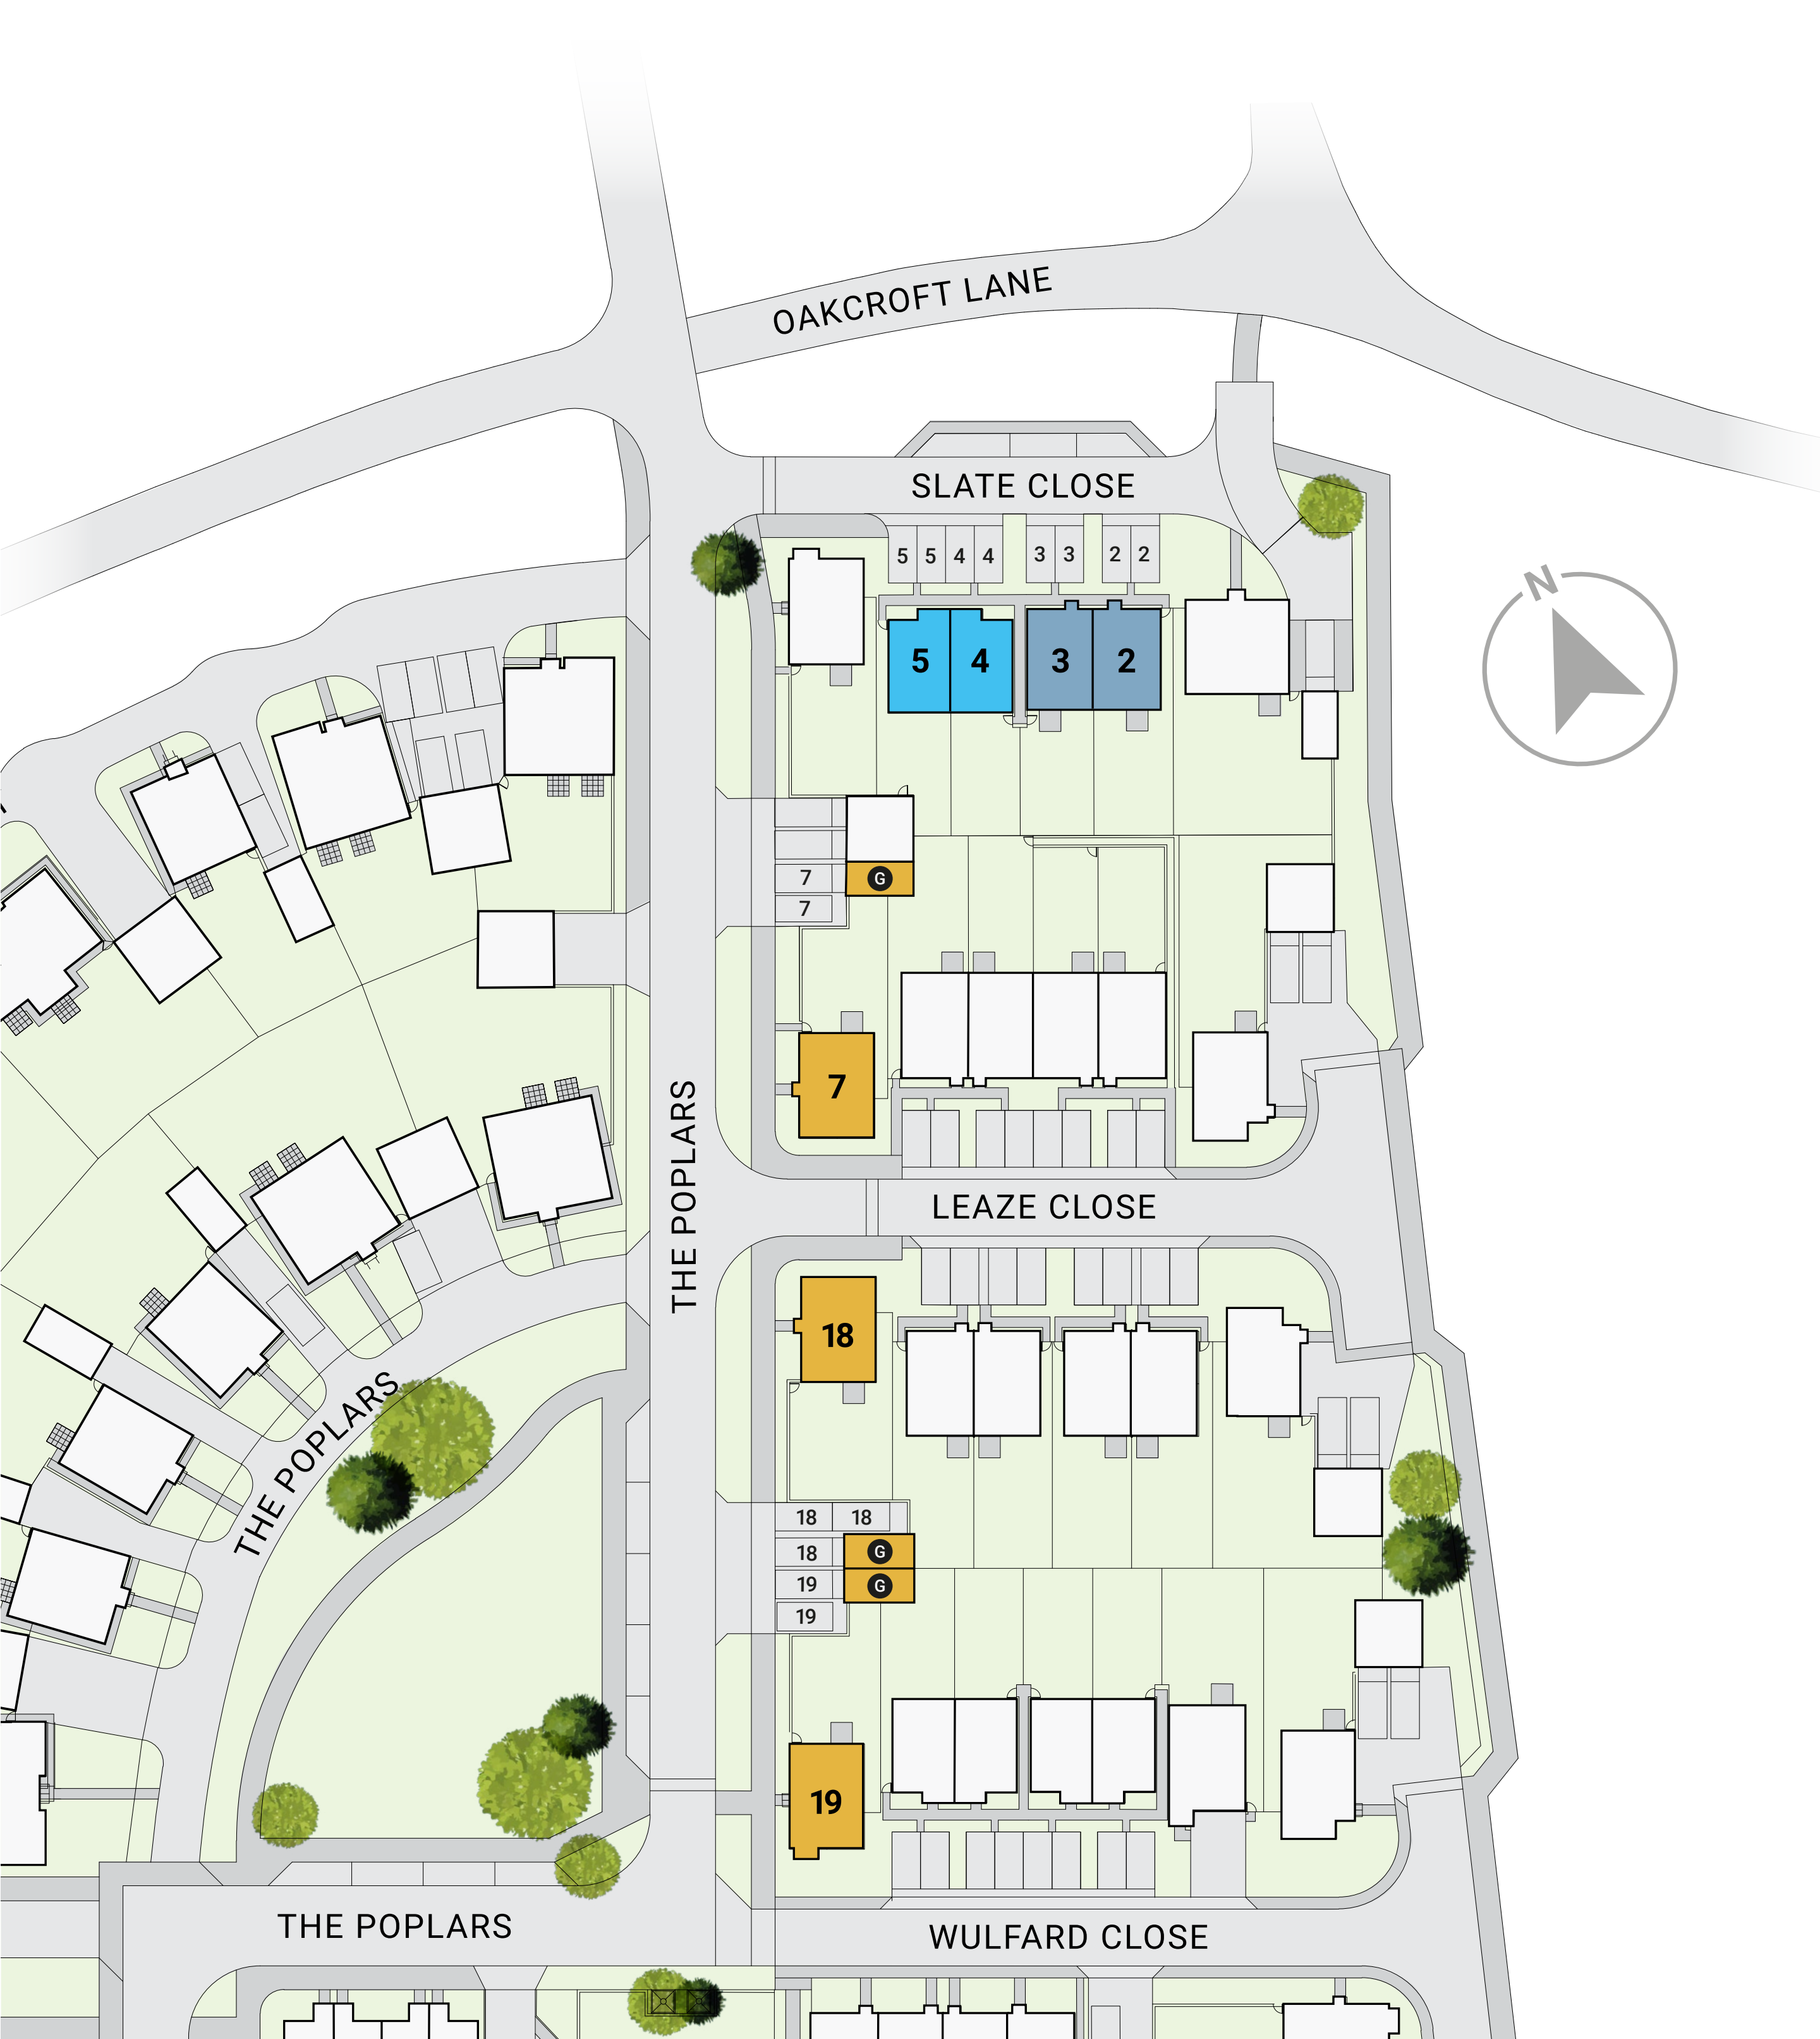 OAKCROFT LANE
SLATE CLOSE
5 5 4 4 3 3 2 2
N
5 4 3 2
7 G
7
7
THE POPLARS
LEAZE CLOSE
18
THE POPLARS
18 18
18 G
19 G
19
19
THE POPLARS
WULFARD CLOSE